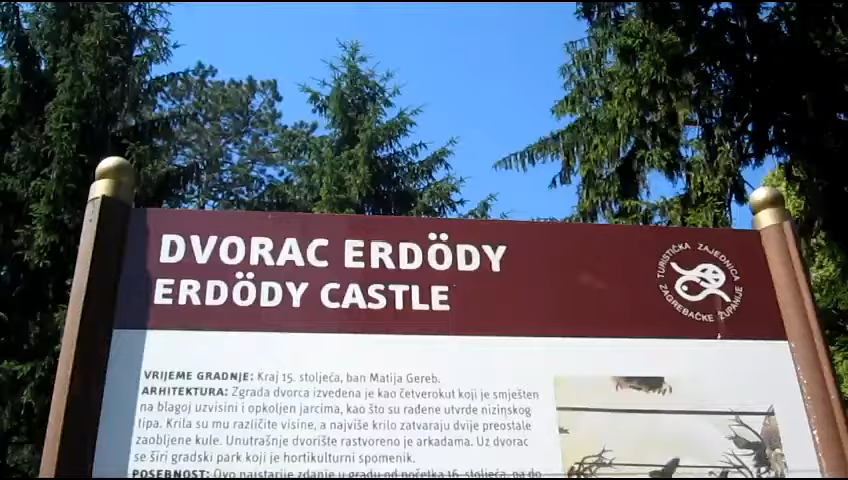 DVORAC ERDÖDY
ERDÖDY CASTLE
TURISTIČKA ZAJEDNICA
ZAGREBAČKE ŽUPANIJE
VRIJEME GRADNJE: Kraj 15. stoljeća, ban Matija Gereb.
ARHITEKTURA: Zgrada dvorca izvedena je kao četverokut koji je smješten
na blagoj uzvisini i opkoljen jarcima, kao što su rađene utvrde nizinskog
tipa. Krila su mu različite visine, a najviše krilo zatvaraju dvije preostale
zaobljene kule. Unutrašnje dvorište rastvoreno je arkadama. Uz dvorac
se širi gradski park koji je hortikulturni spomenik.
POSEBNOST: Ovo najstarije zdanje u gradu od početka 16. stoljeća, pa do